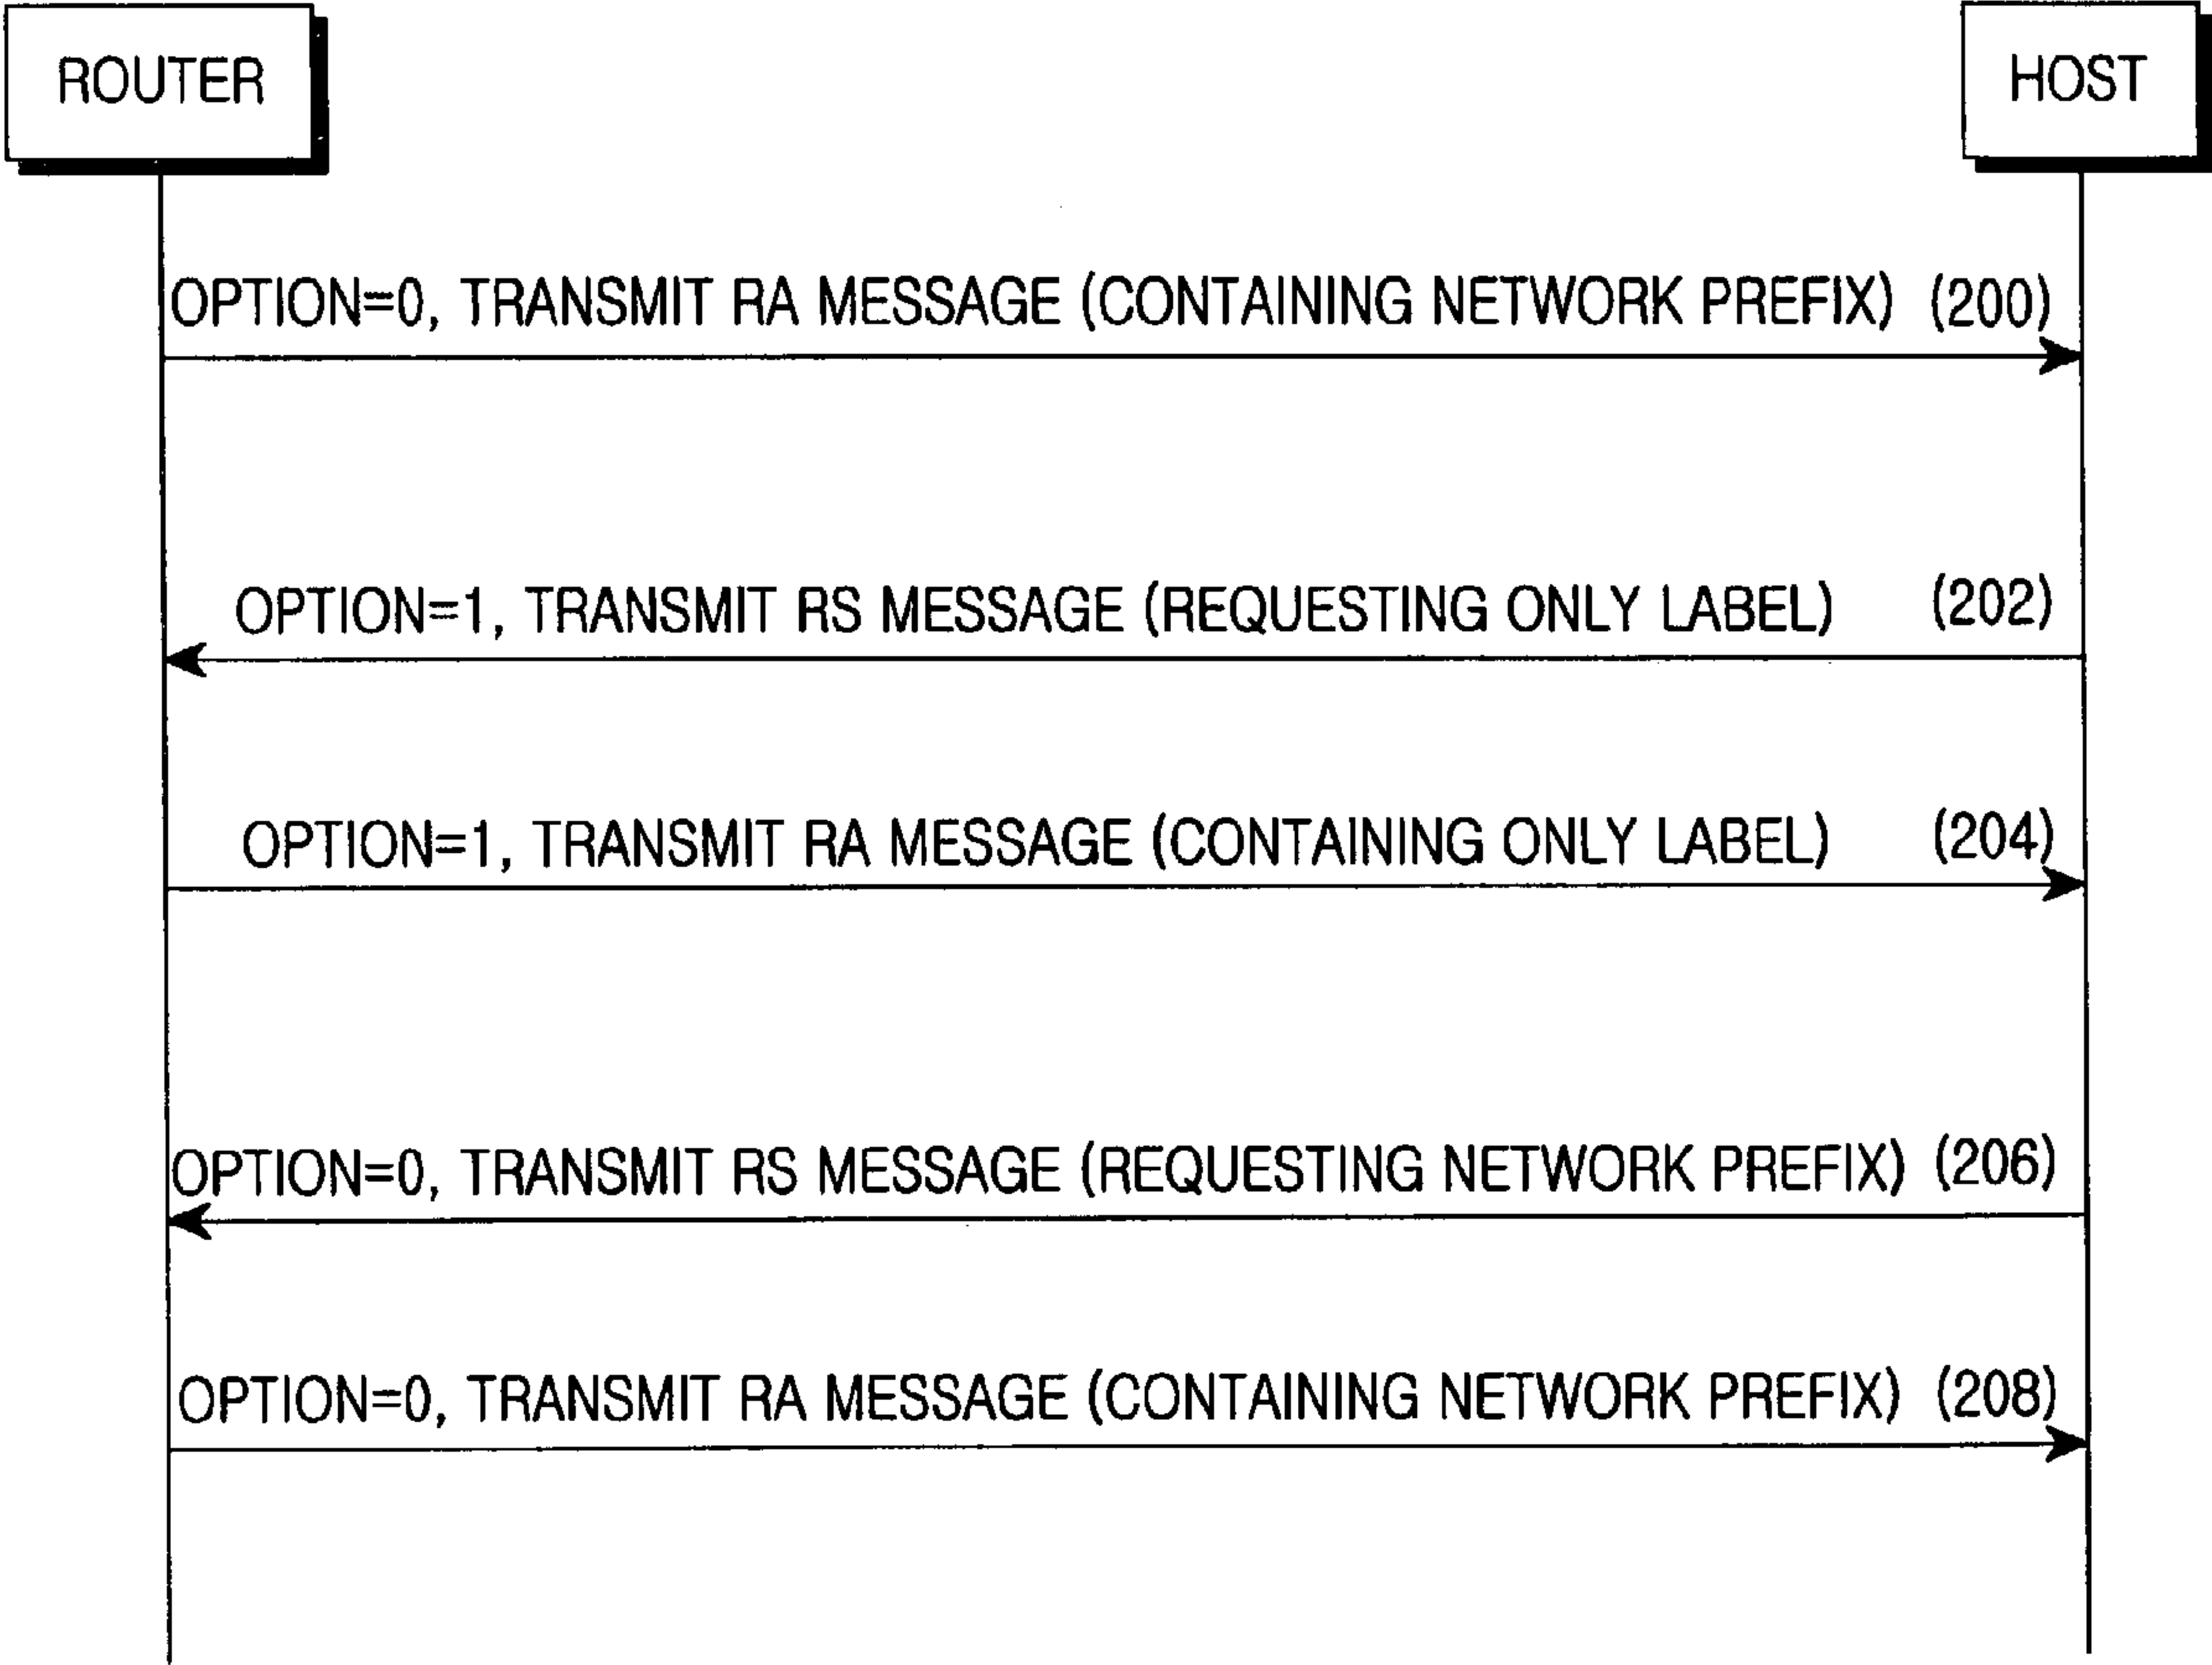 ROUTER
HOST
OPTION=0, TRANSMIT RA MESSAGE (CONTAINING NETWORK PREFIX) (200)
OPTION=1, TRANSMIT RS MESSAGE (REQUESTING ONLY LABEL) (202)
OPTION=1, TRANSMIT RA MESSAGE (CONTAINING ONLY LABEL) (204)
OPTION=0, TRANSMIT RS MESSAGE (REQUESTING NETWORK PREFIX) (206)
OPTION=0, TRANSMIT RA MESSAGE (CONTAINING NETWORK PREFIX) (208)